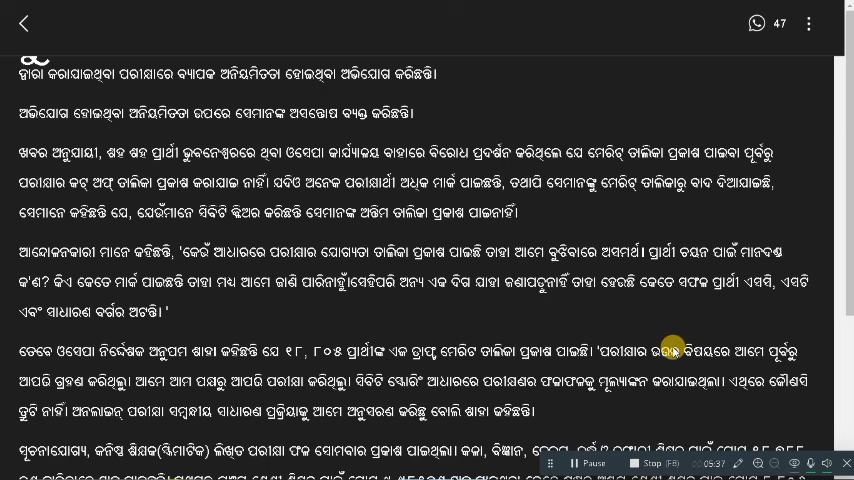 47
ଦ୍ୱାରା କରାଯାଇଥିବା ପରୀକ୍ଷାରେ ବ୍ୟାପକ ଅନିୟମିତତା ହୋଇଥିବା ଅଭିଯୋଗ କରିଛନ୍ତି।
ଅଭିଯୋଗ ହୋଇଥିବା ଅନିୟମିତତା ଉପରେ ସେମାନଙ୍କ ଅସନ୍ତୋଷ ବ୍ୟକ୍ତ କରିଛନ୍ତି।
ଖବର ଅନୁଯାୟୀ, ଶହ ଶହ ପ୍ରାର୍ଥୀ ଭୁବନେଶ୍ୱରରେ ଥିବା ଓସେପା କାର୍ଯ୍ୟାଳୟ ବାହାରେ ବିରୋଧ ପ୍ରଦର୍ଶନ କରିଥିଲେ ଯେ ମେରିଟ୍ ତାଲିକା ପ୍ରକାଶ ପାଇବା ପୂର୍ବରୁ
ପରୀକ୍ଷାର କଟ୍ ଅଫ୍ ତାଲିକା ପ୍ରକାଶ କରାଯାଇ ନାହିଁ। ଯଦିଓ ଅନେକ ପରୀକ୍ଷାର୍ଥୀ ଅଧିକ ମାର୍କ ପାଇଛନ୍ତି, ତଥାପି ସେମାନଙ୍କୁ ମେରିଟ୍ ତାଲିକାରୁ ବାଦ ଦିଆଯାଇଛି,
ସେମାନେ କହିଛନ୍ତି ଯେ, ଯେଉଁମାନେ ସିବିଟି କ୍ଲିଅର କରିଛନ୍ତି ସେମାନଙ୍କ ଅନ୍ତିମ ତାଲିକା ପ୍ରକାଶ ପାଇନାହିଁ।
ଆନ୍ଦୋଳନକାରୀ ମାନେ କହିଛନ୍ତି, 'କେଉଁ ଆଧାରରେ ପରୀକ୍ଷାର ଯୋଗ୍ୟତା ତାଲିକା ପ୍ରକାଶ ପାଇଛି ତାହା ଆମେ ବୁଝିବାରେ ଅସମର୍ଥ। ପ୍ରାର୍ଥୀ ଚୟନ ପାଇଁ ମାନଦଣ୍ଡ
କ'ଣ? କିଏ କେତେ ମାର୍କ ପାଇଛନ୍ତି ତାହା ମଧ୍ୟ ଆମେ ଜାଣି ପାରିନାହୁଁ।ସେହିପରି ଅନ୍ୟ ଏକ ଦିଗ ଯାହା ଜଣାପଡୁନାହିଁ ତାହା ହେଉଛି କେତେ ସଫଳ ପ୍ରାର୍ଥୀ ଏସସି, ଏସଟି
ଏବଂ ସାଧାରଣ ବର୍ଗର ଅଟନ୍ତି। '
ତେବେ ଓସେପା ନିର୍ଦ୍ଦେଶକ ଅନୁପମ ଶାହା କହିଛନ୍ତି ଯେ ୧୮, ୮୦୫ ପ୍ରାର୍ଥୀଙ୍କ ଏକ ଡ୍ରାଫ୍ଟ ମେରିଟ ତାଲିକା ପ୍ରକାଶ ପାଇଛି। 'ପରୀକ୍ଷାର ବିଷୟରେ ଆମେ ପୂର୍ବରୁ
ଆପତ୍ତି ଗ୍ରହଣ କରିଥିଲୁ। ଆମେ ଆମ ପକ୍ଷରୁ ଆପତ୍ତି ପରୀକ୍ଷା କରିଥିଲୁ। ସିବିଟି ସ୍କୋରିଂ ଆଧାରରେ ପରୀକ୍ଷଣର ଫଳାଫଳକୁ ମୂଲ୍ୟାଙ୍କନ କରାଯାଇଥିଲା। ଏଥିରେ କୌଣସି
ତ୍ରୁଟି ନାହିଁ। ଅନଲାଇନ୍ ପରୀକ୍ଷା ସମ୍ବନ୍ଧୀୟ ସାଧାରଣ ପ୍ରକ୍ରିୟାକୁ ଆମେ ଅନୁସରଣ କରିଛୁ ବୋଲି ଶାହା କହିଛନ୍ତି।
ସୂଚନାଯୋଗ୍ୟ, କନିଷ୍ଠ ଶିକ୍ଷକ(ସ୍କିମାଟିକ) ଲିଖିତ ପରୀକ୍ଷା ଫଳ ସୋମବାର ପ୍ରକାଶ ପାଇଥିଲା। କଳା, ବିଜ୍ଞାନ,
Pause Stop (F8) 00:05:37